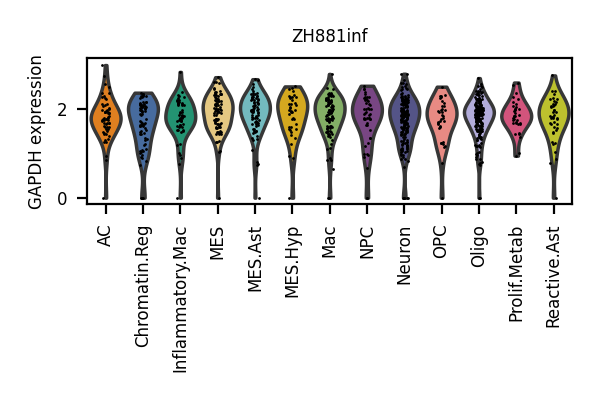 ZH881inf
GAPDH expression
2
0
AC
Chromatin.Reg
Inflammatory.Mac
MES
MES.Ast
MES.Hyp
Mac
NPC
Neuron
OPC
Oligo
Prolif.Metab
Reactive.Ast